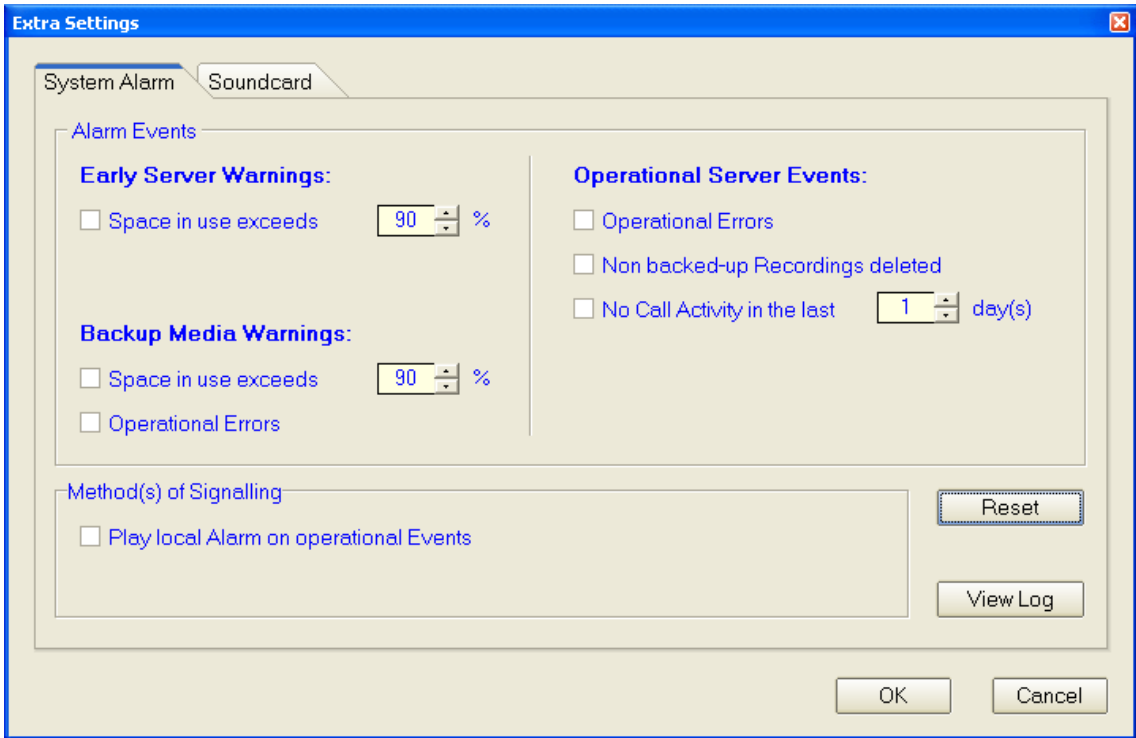 Extra Settings
System Alarm
Soundcard
Alarm Events
Early Server Warnings:
Space in use exceeds 90 %
Backup Media Warnings:
Space in use exceeds 90 %
Operational Errors
Operational Server Events:
Operational Errors
Non backed-up Recordings deleted
No Call Activity in the last 1 day(s)
Method(s) of Signalling
Play local Alarm on operational Events
Reset
View Log
OK
Cancel